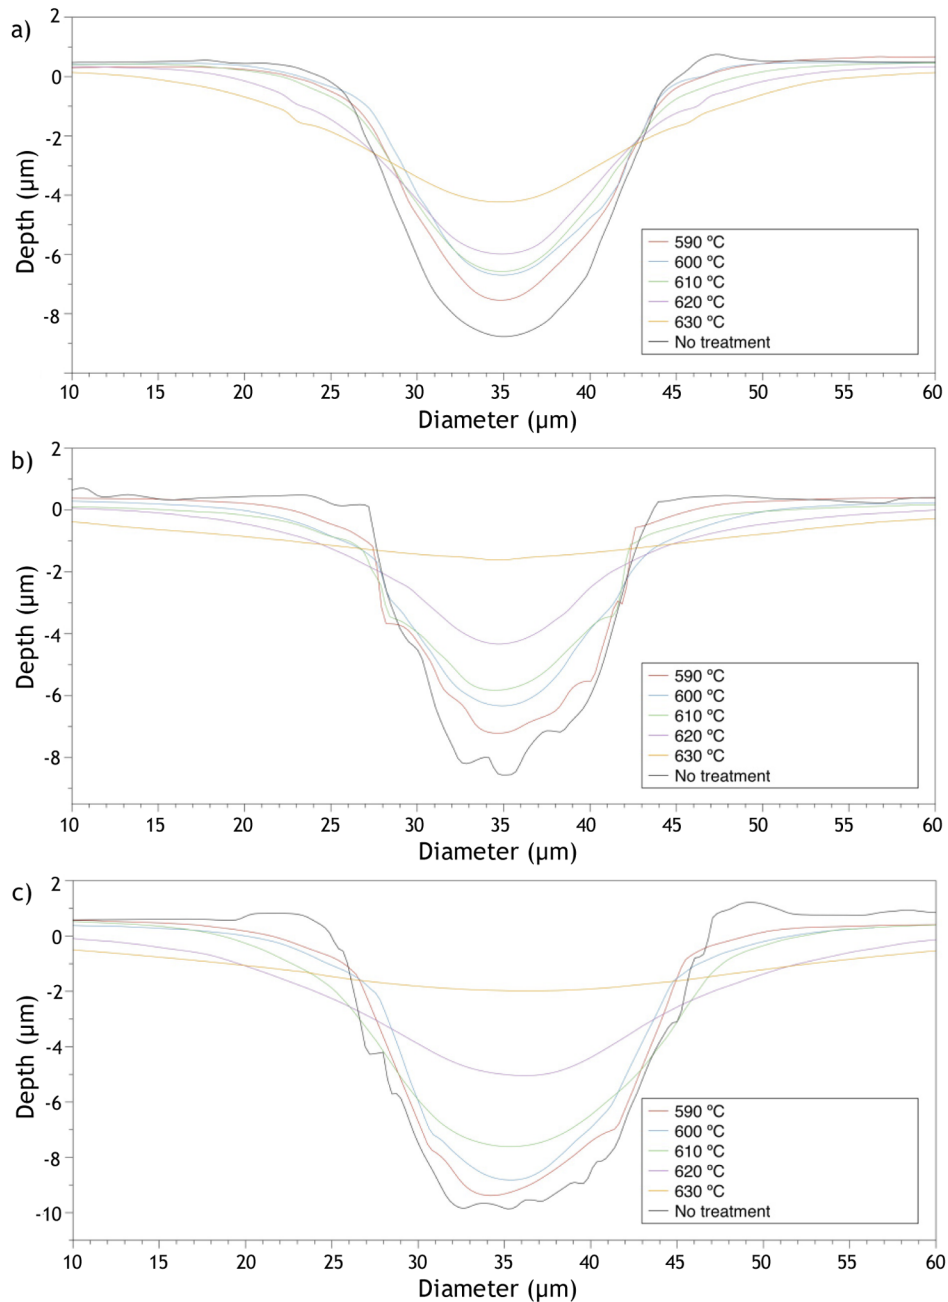 a)
2
0
-2
-4
-6
-8
Depth (µm)
590 ºC
600 ºC
610 ºC
620 ºC
630 ºC
No treatment
10 15 20 25 30 35 40 45 50 55 60
Diameter (µm)
b)
2
0
-2
-4
-6
-8
Depth (µm)
590 ºC
600 ºC
610 ºC
620 ºC
630 ºC
No treatment
10 15 20 25 30 35 40 45 50 55 60
Diameter (µm)
c)
2
0
-2
-4
-6
-8
-10
Depth (µm)
590 ºC
600 ºC
610 ºC
620 ºC
630 ºC
No treatment
10 15 20 25 30 35 40 45 50 55 60
Diameter (µm)